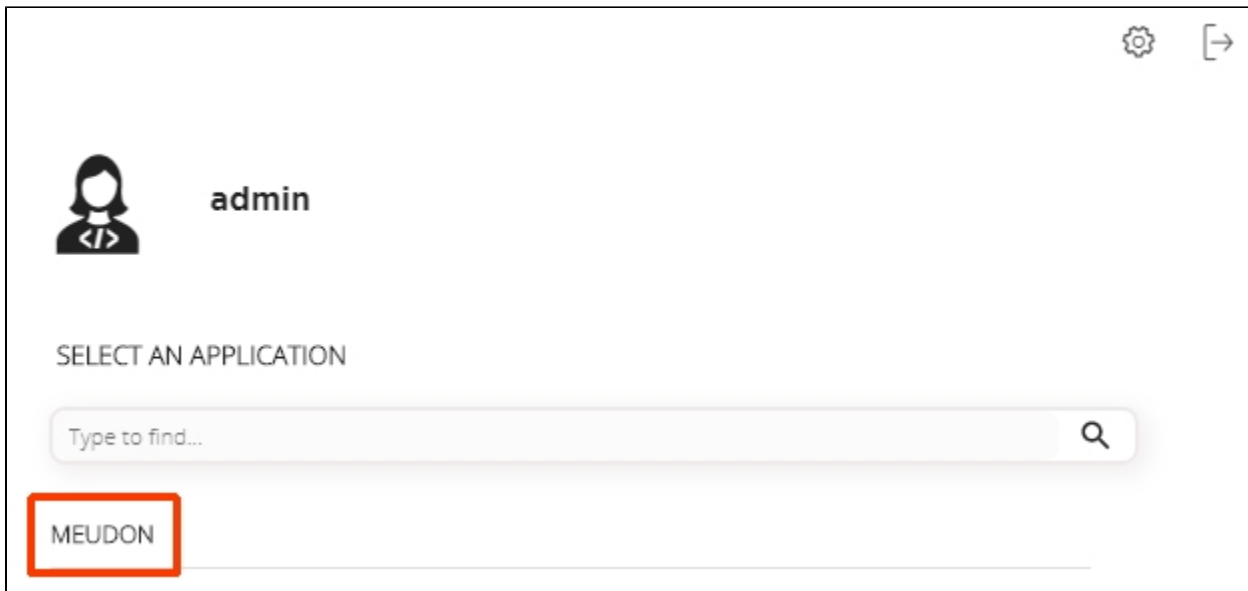 admin
</>
SELECT AN APPLICATION
Type to find...
MEUDON